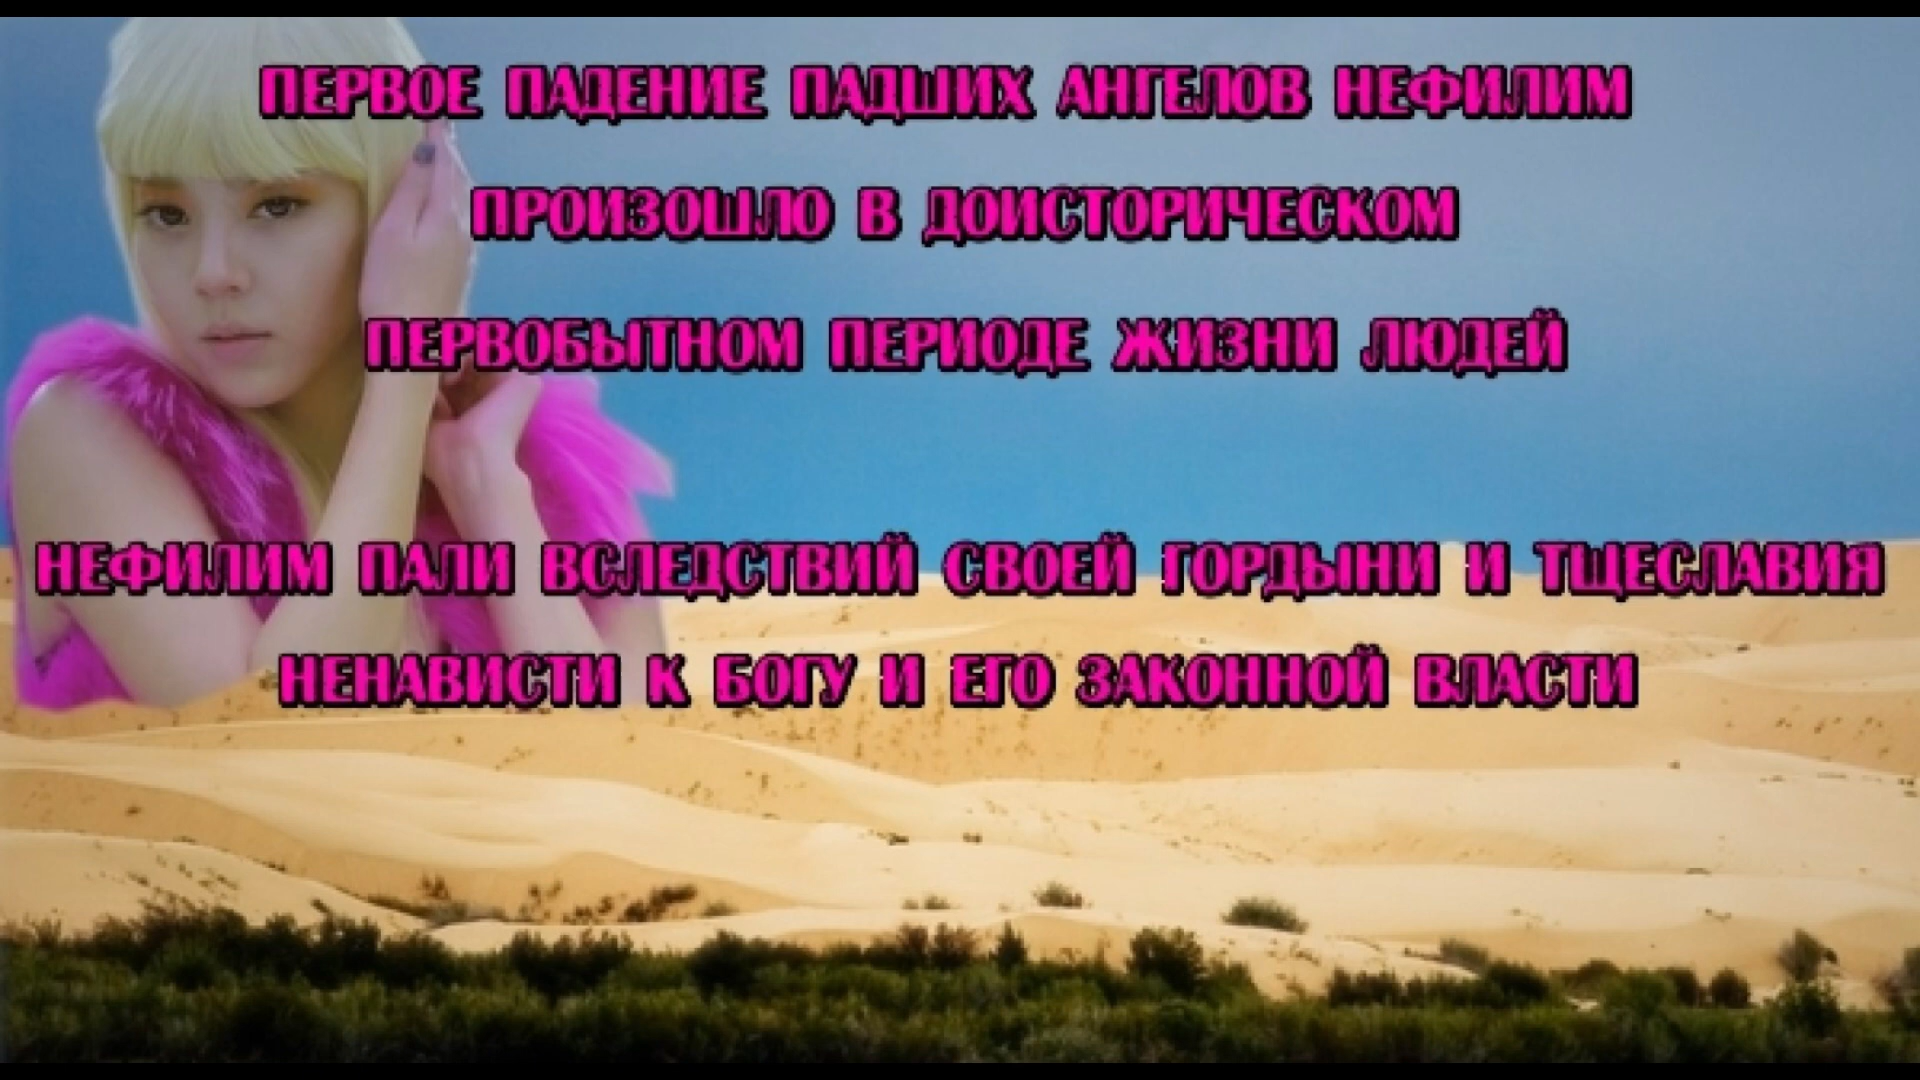 ПЕРВОЕ ПАДЕНИЕ ПАДШИХ АНГЕЛОВ НЕФИЛИМ
ПРОИЗОШЛО В ДОИСТОРИЧЕСКОМ
ПЕРВОБЫТНОМ ПЕРИОДЕ ЖИЗНИ ЛЮДЕЙ
НЕФИЛИМ ПАЛИ ВСЛЕДСТВИЙ СВОЕЙ ГОРДЫНИ И ТЩЕСЛАВИЯ
НЕНАВИСТИ К БОГУ И ЕГО ЗАКОННОЙ ВЛАСТИ